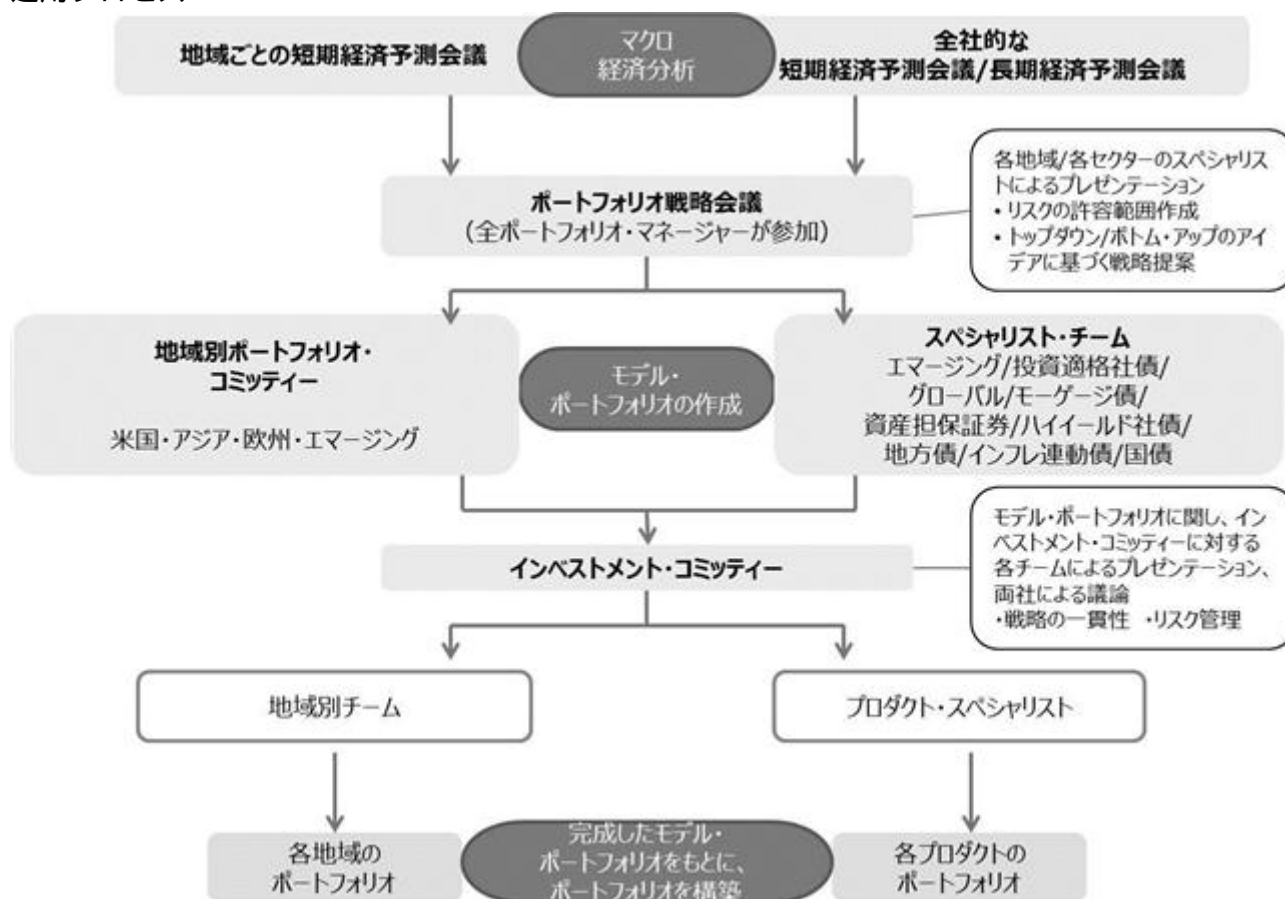 地域ごとの短期経済予測会議
マクロ
経済分析
全社的な
短期経済予測会議/長期経済予測会議
各地域/各セクターのスペシャリス
トによるプレゼンテーション
・リスクの許容範囲作成
・トップダウン/ボトム・アップのアイ
デアに基づく戦略提案
ポートフォリオ戦略会議
(全ポートフォリオ・マネージャーが参加)
地域別ポートフォリオ・
コミッティー
米国・アジア・欧州・エマージング
モデル・
ポートフォリオの作成
スペシャリスト・チーム
エマージング/投資適格社債/
グローバル/モーゲージ債/
資産担保証券/ハイイールド社債/
地方債/インフレ連動債/国債
モデル・ポートフォリオに関し、イン
ベストメント・コミッティーに対する
各チームによるプレゼンテーション、
両社による議論
・戦略の一貫性 ・リスク管理
インベストメント・コミッティー
地域別チーム
プロダクト・スペシャリスト
各地域の
ポートフォリオ
完成したモデル・
ポートフォリオをもとに、
ポートフォリオを構築
各プロダクトの
ポートフォリオ